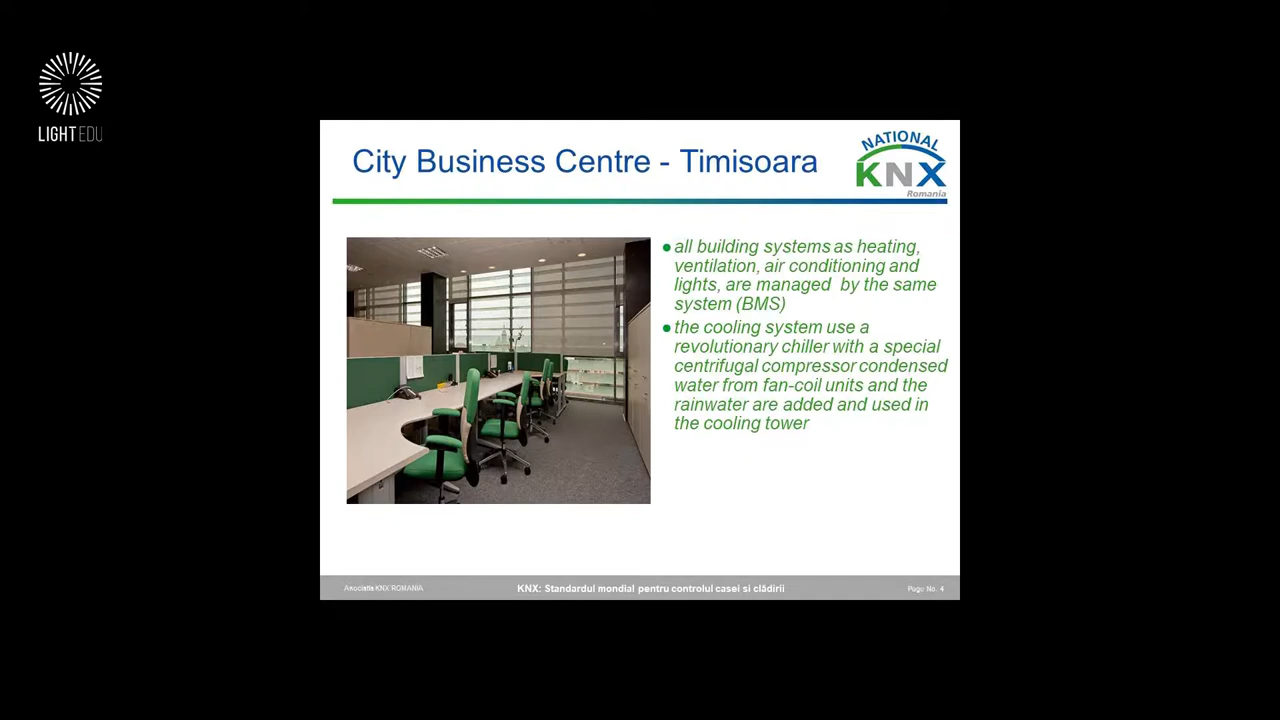 LIGHT EDU
City Business Centre - Timisoara
NATIONAL
KNX
Romania
● all building systems as heating,
ventilation, air conditioning and
lights, are managed by the same
system (BMS)
● the cooling system use a
revolutionary chiller with a special
centrifugal compressor condensed
water from fan-coil units and the
rainwater are added and used in
the cooling tower
Asociatia KNX ROMANIA
KNX: Standardul mondial pentru controlul casei si clădirii
Page No. 4